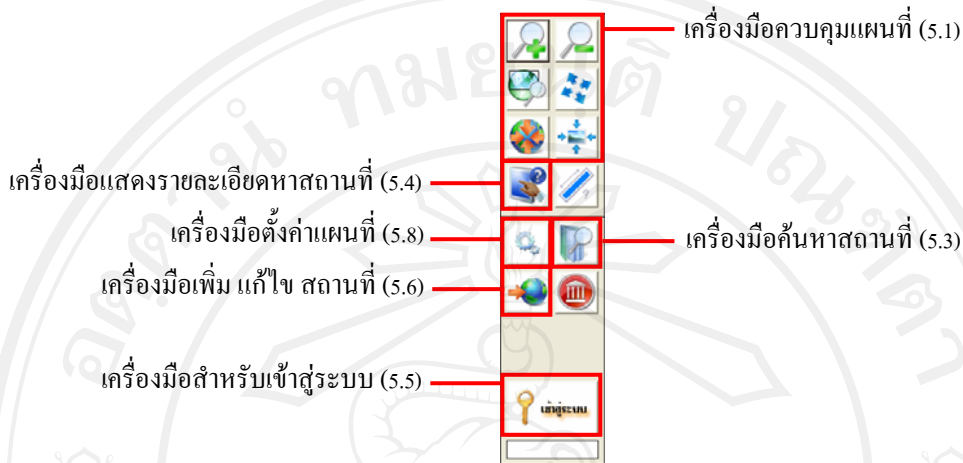 เครื่องมือควบคุมแผนที่ (5.1)
เครื่องมือแสดงรายละเอียดหาสถานที่ (5.4)
เครื่องมือตั้งค่าแผนที่ (5.8)
เครื่องมือค้นหาสถานที่ (5.3)
เครื่องมือเพิ่ม แก้ไข สถานที่ (5.6)
เครื่องมือสำหรับเข้าสู่ระบบ (5.5)
เข้าสู่ระบบ